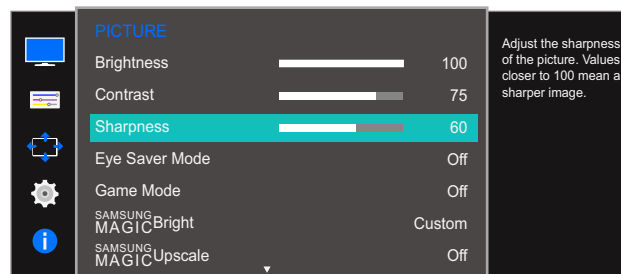 PICTURE
Brightness 100
Contrast 75
Sharpness 60
Eye Saver Mode Off
Game Mode Off
SAMSUNG
MAGICBright Custom
SAMSUNG
MAGICUpscale Off
Adjust the sharpness
of the picture. Values
closer to 100 mean a
sharper image.